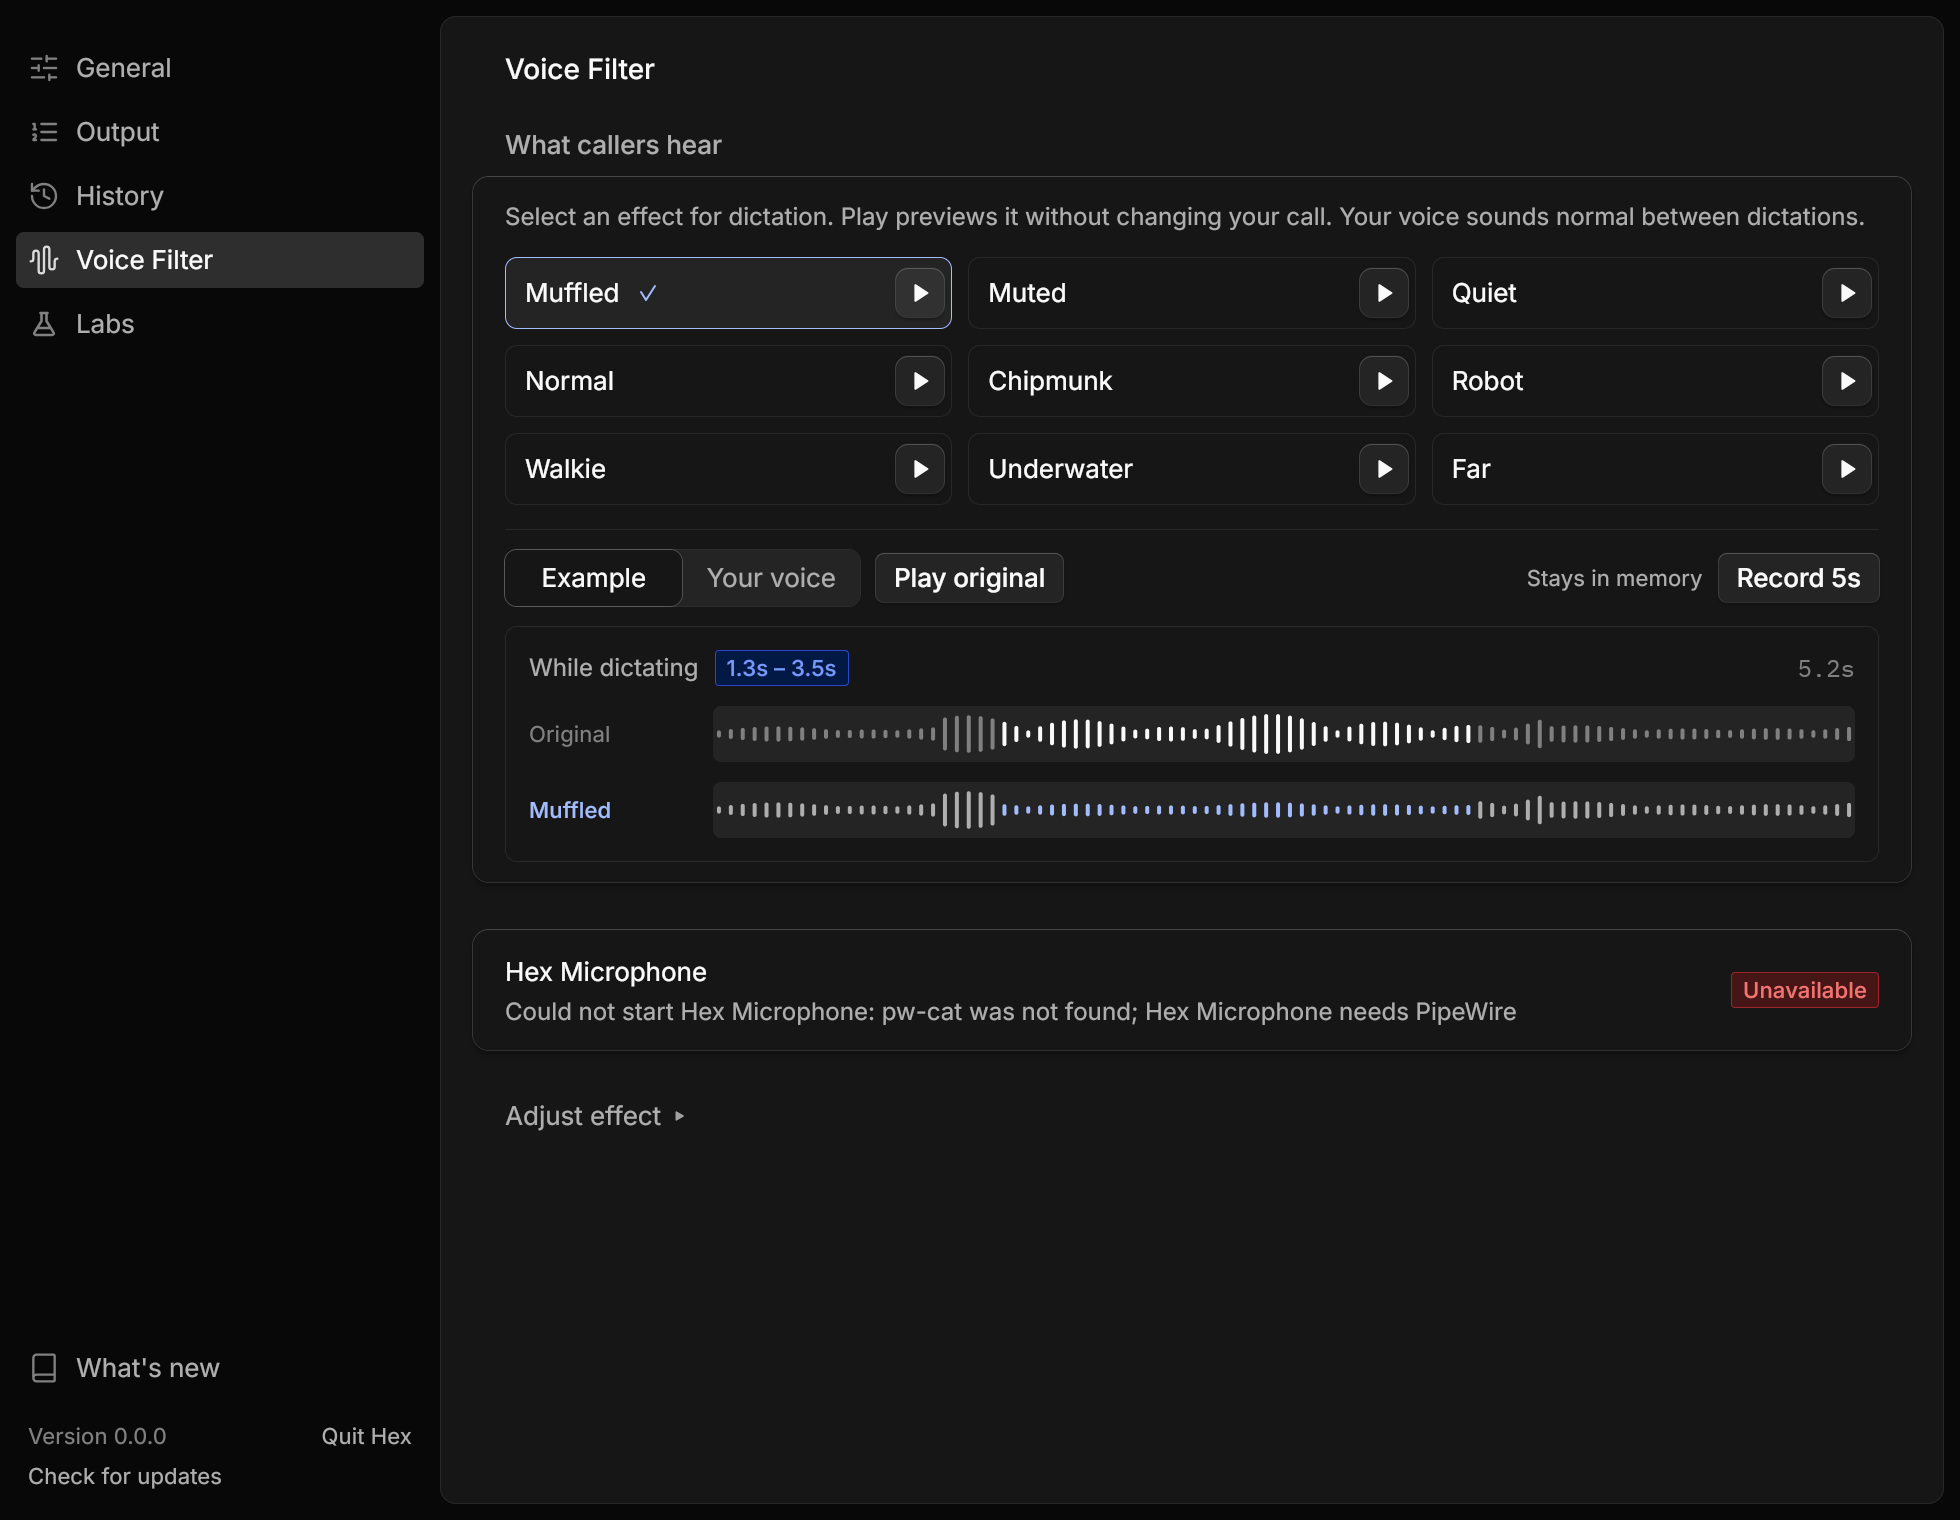 General
Output
History
Voice Filter
Labs
What's new
Version 0.0.0
Quit Hex
Check for updates
Voice Filter
What callers hear
Select an effect for dictation. Play previews it without changing your call. Your voice sounds normal between dictations.
Muffled
Muted
Quiet
Normal
Chipmunk
Robot
Walkie
Underwater
Far
Example
Your voice
Play original
Stays in memory
Record 5s
While dictating
1.3s – 3.5s
5.2s
Original
Muffled
Hex Microphone
Could not start Hex Microphone: pw-cat was not found; Hex Microphone needs PipeWire
Unavailable
Adjust effect